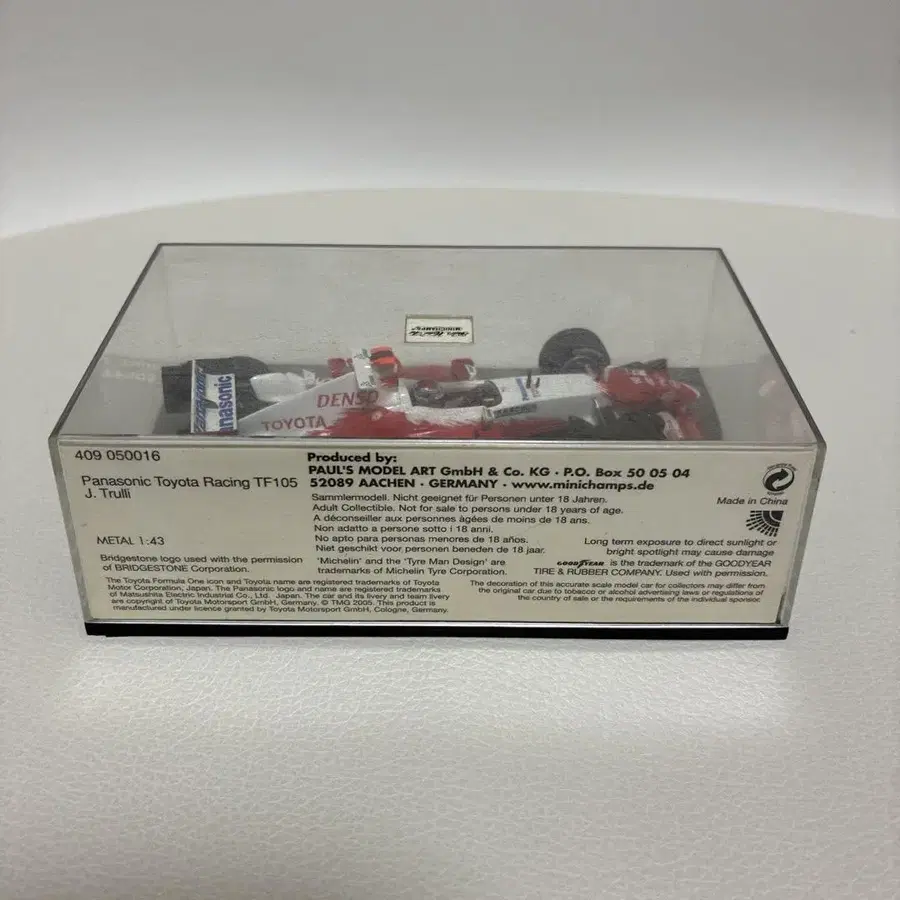 MINICHAMPS
Panasonic
DENSO
TOYOTA
409 050016
Panasonic Toyota Racing TF105
J. Trulli
METAL 1:43
Bridgestone logo used with the permission
of BRIDGESTONE Corporation.
The Toyota Formula One icon and Toyota name are registered trademarks of Toyota
Motor Corporation, Japan. The Panasonic logo and name are registered trademarks
of Matsushita Electric Industrial Co., Ltd. Japan. The car and its livery and team livery
are copyright of Toyota Motorsport GmbH, Germany. © TMG 2005. This product is
manufactured under licence granted by Toyota Motorsport GmbH, Cologne, Germany.
Produced by:
PAUL'S MODEL ART GmbH & Co. KG · P.O. Box 50 05 04
52089 AACHEN · GERMANY · www.minichamps.de
Sammlermodell. Nicht geeignet für Personen unter 18 Jahren.
Adult Collectible. Not for sale to persons under 18 years of age.
A déconseiller aux personnes âgées de moins de 18 ans.
Non adatto a persone sotto i 18 anni.
No apto para personas menores de 18 años.
Niet geschikt voor personen beneden de 18 jaar.
'Michelin' and the 'Tyre Man Design' are
trademarks of Michelin Tyre Corporation.
Made in China
Long term exposure to direct sunlight or
bright spotlight may cause damage
GOODYEAR is the trademark of the GOODYEAR
TIRE & RUBBER COMPANY. Used with permission.
The decoration of this accurate scale model car for collectors may differ from
the original car due to tobacco or alcohol advertising laws or regulations of
the country of sale or the requirements of the individual sponsor.